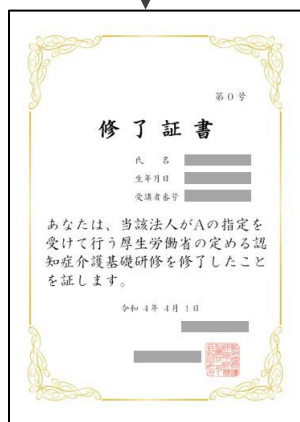 第０号
修了証書
氏　名
生年月日
受講者番号
あなたは、当該法人がAの指定を
受けて行う厚生労働省の定める認
知症介護基礎研修を修了したこと
を証します。
令和 4年 4月 1日